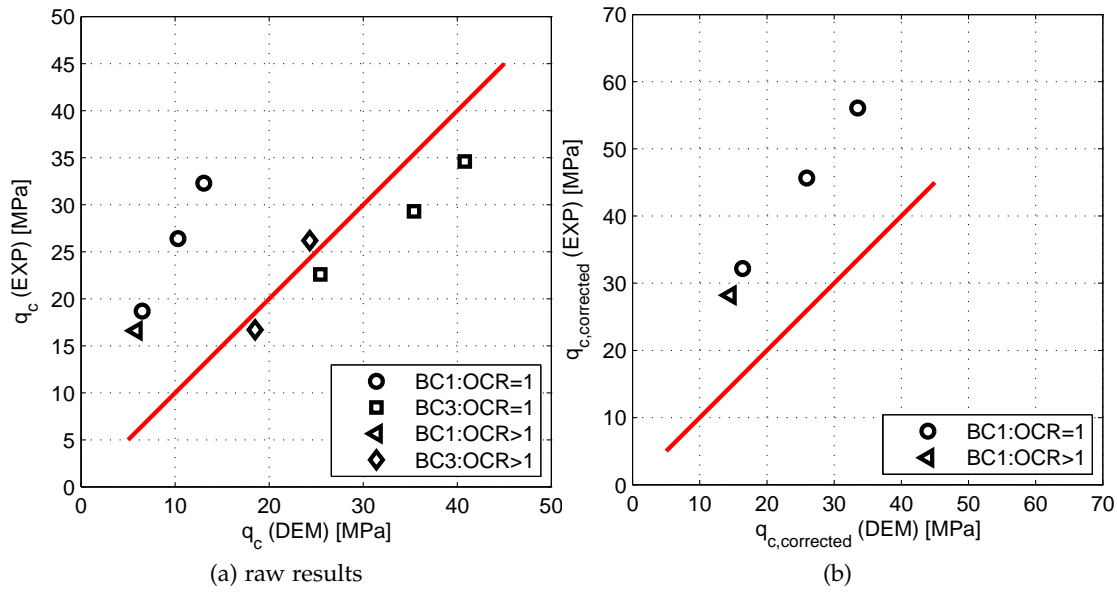 50
45
40
35
30
25
20
15
10
5
0
0 10 20 30 40 50
q_c (EXP) [MPa]
q_c (DEM) [MPa]
BC1:OCR=1
BC3:OCR=1
BC1:OCR>1
BC3:OCR>1
(a) raw results
70
60
50
40
30
20
10
0
0 10 20 30 40 50 60 70
q_c,corrected (EXP) [MPa]
q_c,corrected (DEM) [MPa]
BC1:OCR=1
BC1:OCR>1
(b)